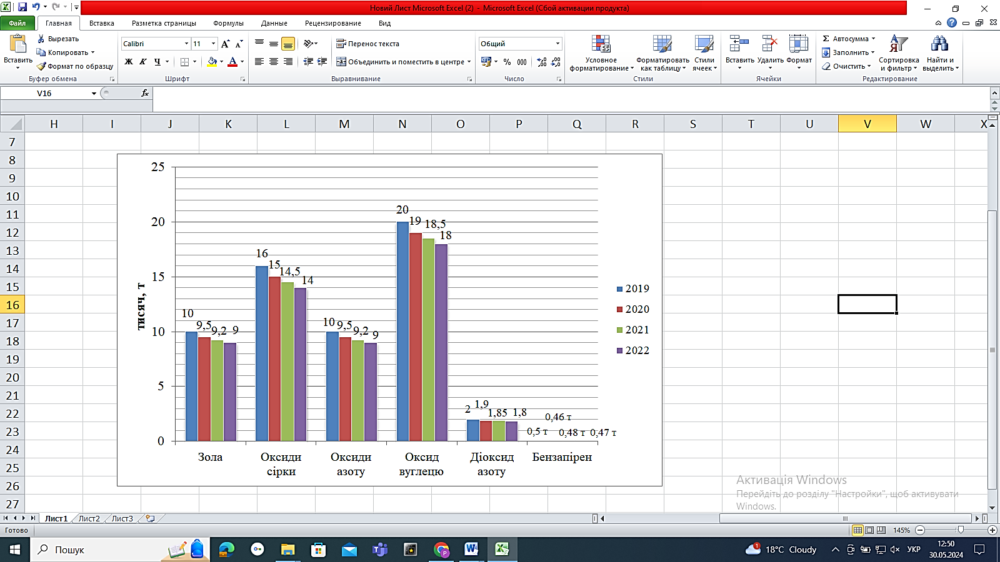 Новий Лист Microsoft Excel (2) - Microsoft Excel (Сбой активации продукта)
Файл Главная Вставка Разметка страницы Формулы Данные Рецензирование Вид
Вставить
Вырезать
Копировать
Формат по образцу
Буфер обмена
Calibri 11
Ж К Ч
Шрифт
Перенос текста
Объединить и поместить в центре
Выравнивание
Общий
% 000
Число
Условное форматирование
Форматировать как таблицу
Стили ячеек
Стили
Вставить Удалить Формат
Ячейки
Σ Автосумма
Заполнить
Очистить
Сортировка и фильтр
Найти и выделить
Редактирование
V16 fx
H I J K L M N O P Q R S T U V W X
7
8
9
10
11
12
13
14
15
16
17
18
19
20
21
22
23
24
25
26
27
25
20
15
10
5
0
тисяч, т
10 9,5 9,2 9
16 15 14,5 14
10 9,5 9,2 9
20 19 18,5 18
2 1,9 1,85 1,8
0,5 т 0,48 т 0,46 т 0,47 т
Зола
Оксиди
сірки
Оксиди
азоту
Оксид
вуглецю
Діоксид
азоту
Бензапірен
2019
2020
2021
2022
Активація Windows
Перейдіть до розділу "Настройки", щоб активувати
Windows.
Лист1 Лист2 Лист3
Готово 145%
Пошук
1 18°C Cloudy УКР
12:50
30.05.2024